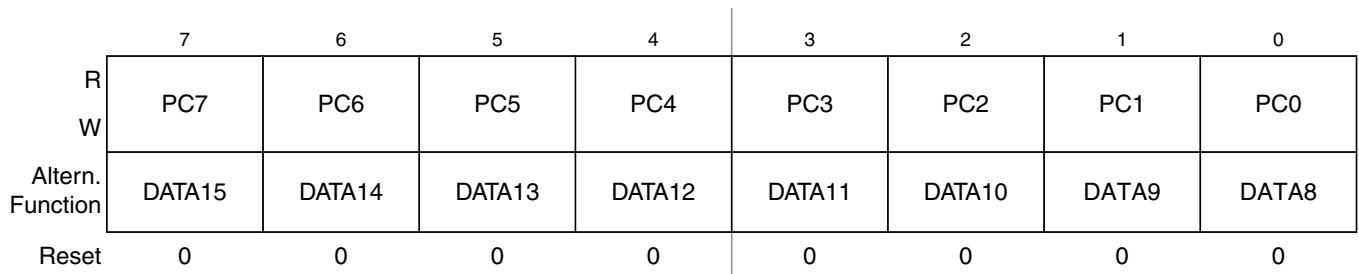 7 6 5 4 3 2 1 0
R
W
PC7 PC6 PC5 PC4 PC3 PC2 PC1 PC0
Altern.
Function
DATA15 DATA14 DATA13 DATA12 DATA11 DATA10 DATA9 DATA8
Reset 0 0 0 0 0 0 0 0